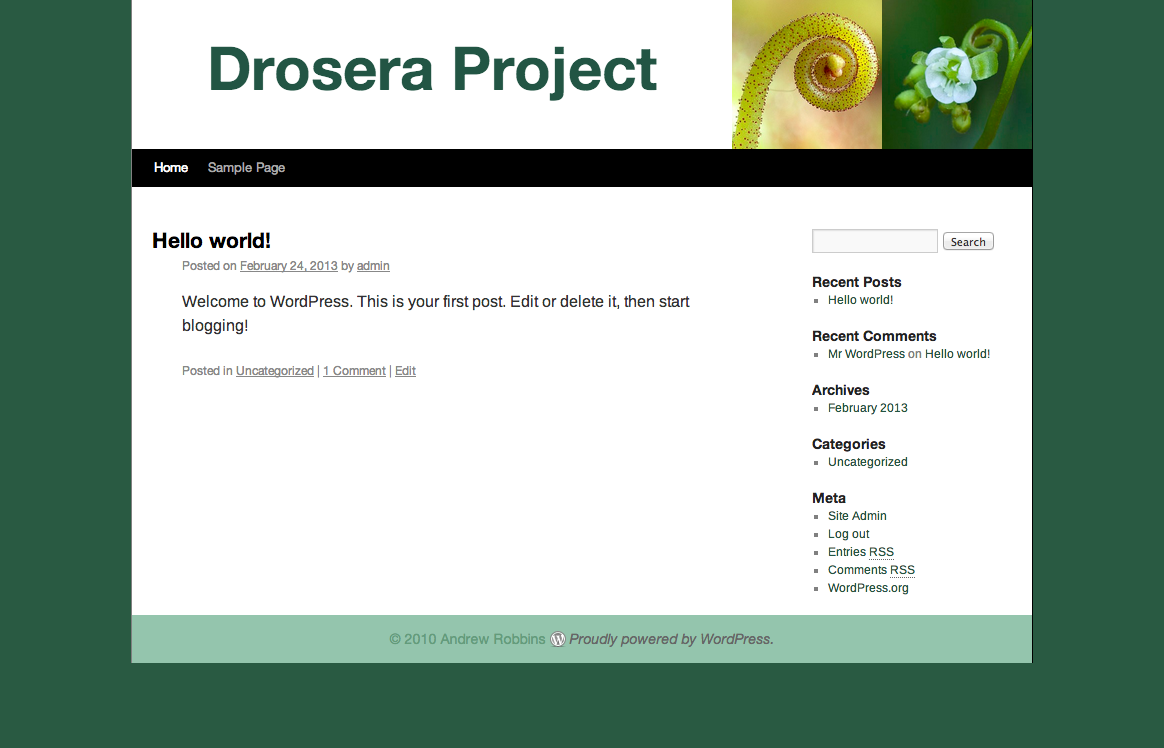 Drosera Project
Home Sample Page
Hello world!
Posted on February 24, 2013 by admin
Welcome to WordPress. This is your first post. Edit or delete it, then start
blogging!
Posted in Uncategorized | 1 Comment | Edit
Search
Recent Posts
Hello world!
Recent Comments
Mr WordPress on Hello world!
Archives
February 2013
Categories
Uncategorized
Meta
Site Admin
Log out
Entries RSS
Comments RSS
WordPress.org
© 2010 Andrew Robbins W Proudly powered by WordPress.